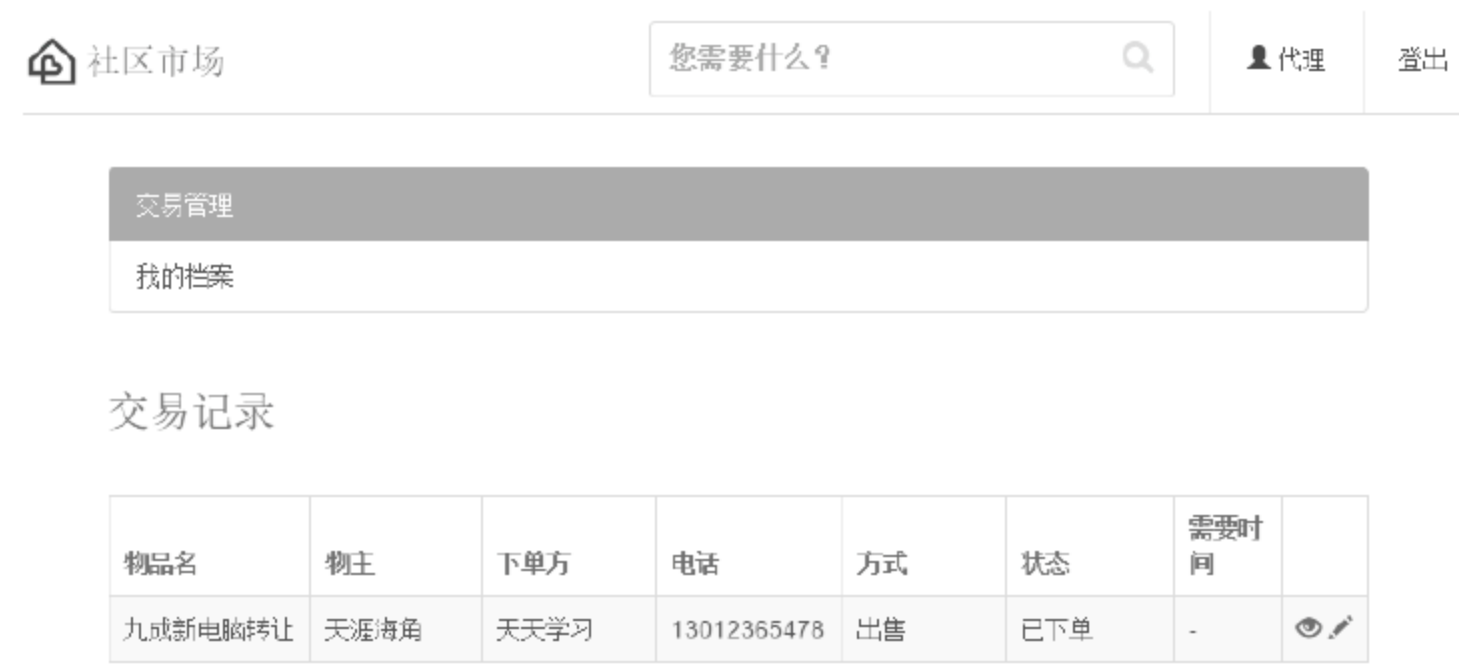 社区市场 您需要什么？ 代理 登出
交易管理
我的档案
交易记录
物品名 物主 下单方 电话 方式 状态 需要时间
九成新电脑转让 天涯海角 天天学习 13012365478 出售 已下单 -